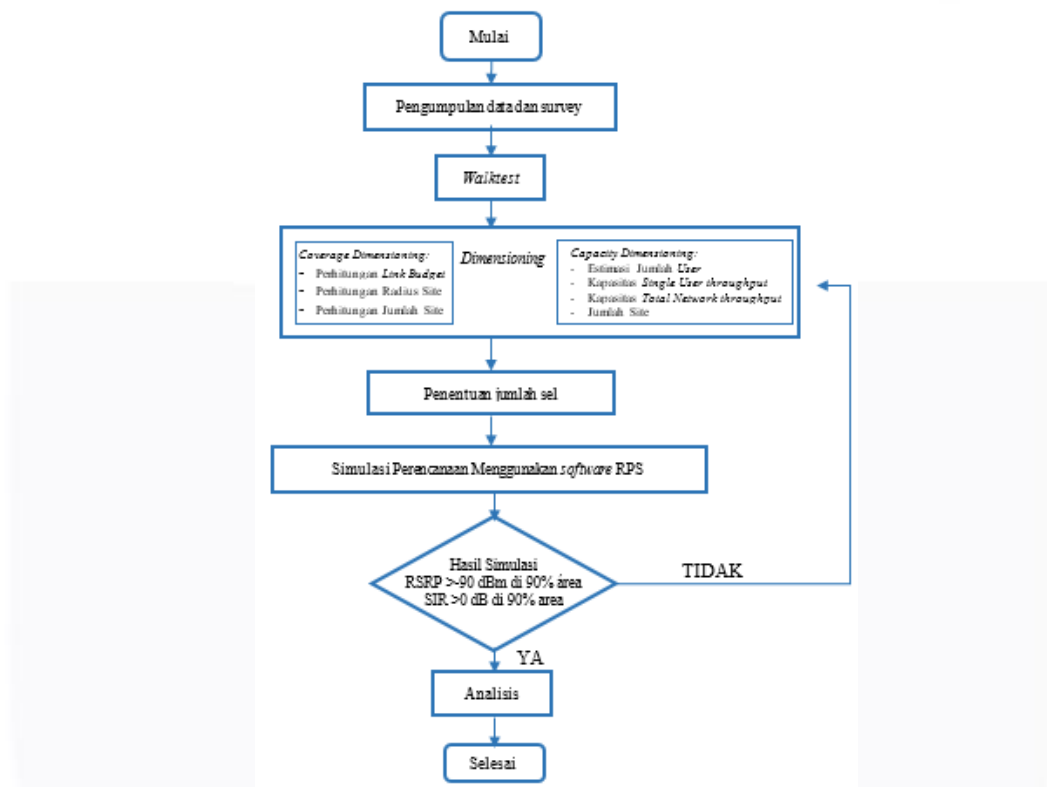 Mulai
Pengumpulan data dan survey
Walktest
Dimensioning
Coverage Dimensioning:
- Perhitungan Link Budget
- Perhitungan Radius Site
- Perhitungan Jumlah Site
Capacity Dimensioning:
- Estimasi Jumlah User
- Kapasitas Single User throughput
- Kapasitas Total Network throughput
- Jumlah Site
Penentuan jumlah sel
Simulasi Perencanaan Menggunakan software RPS
Hasil Simulasi
RSRP >-90 dBm di 90% área
SIR >0 dB di 90% area
TIDAK
YA
Analisis
Selesai